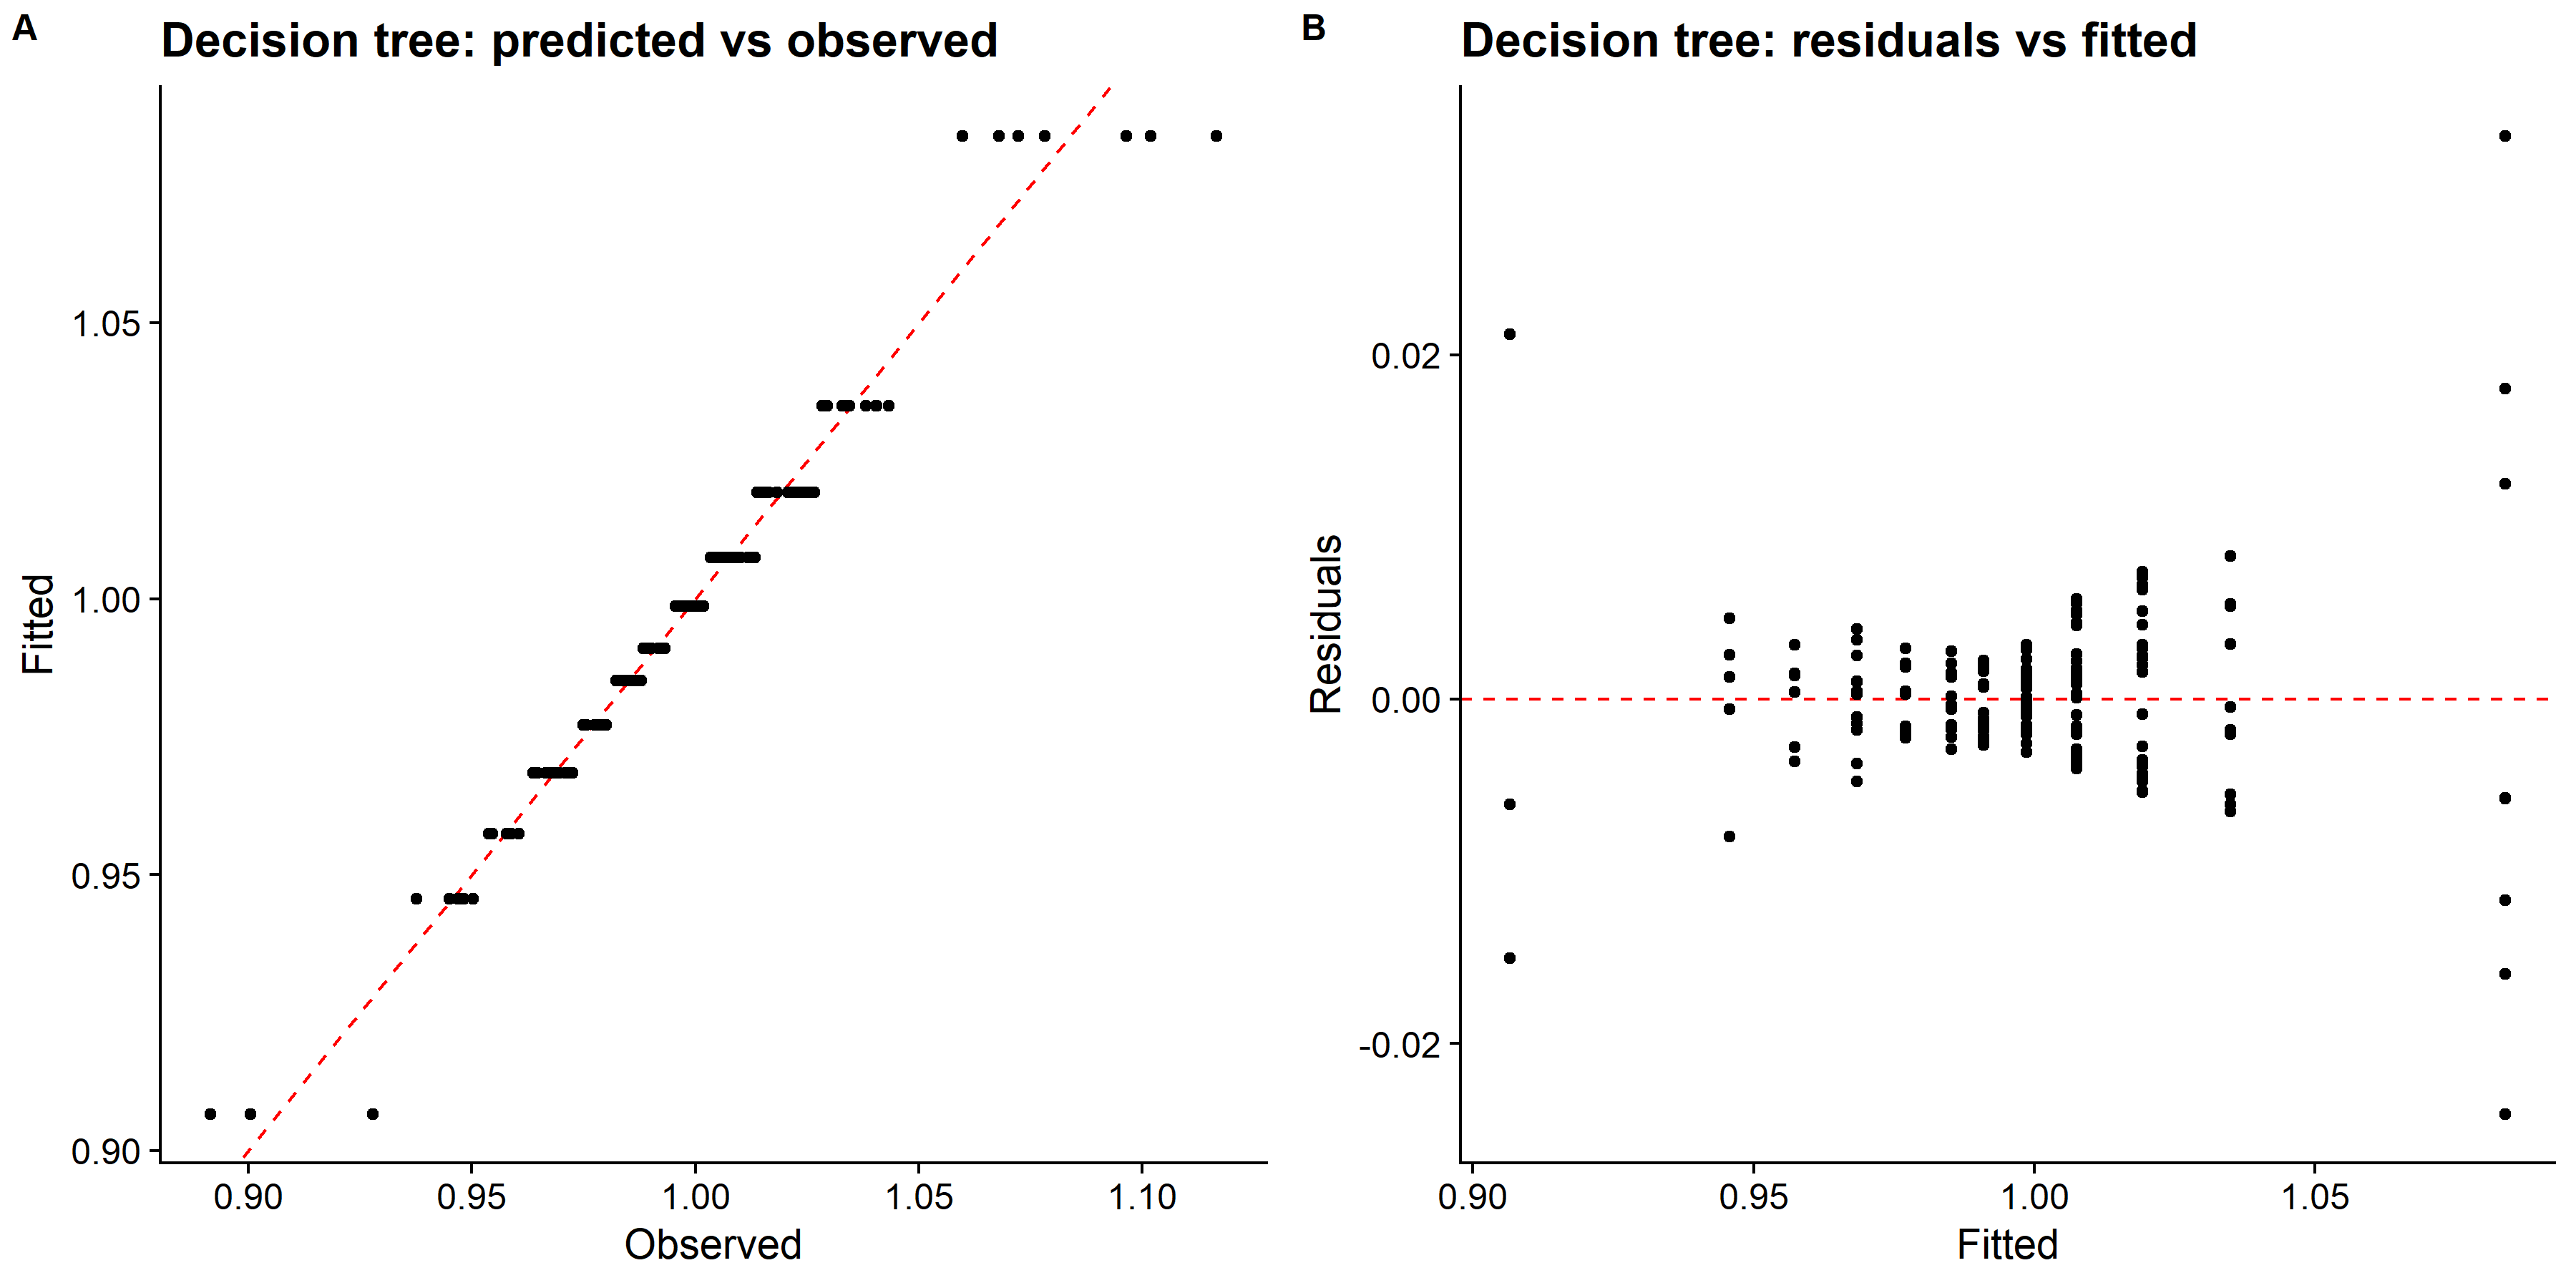 A
Decision tree: predicted vs observed
Fitted
1.05
1.00
0.95
0.90
0.90 0.95 1.00 1.05 1.10
Observed
B
Decision tree: residuals vs fitted
Residuals
0.02
0.00
-0.02
0.90 0.95 1.00 1.05
Fitted